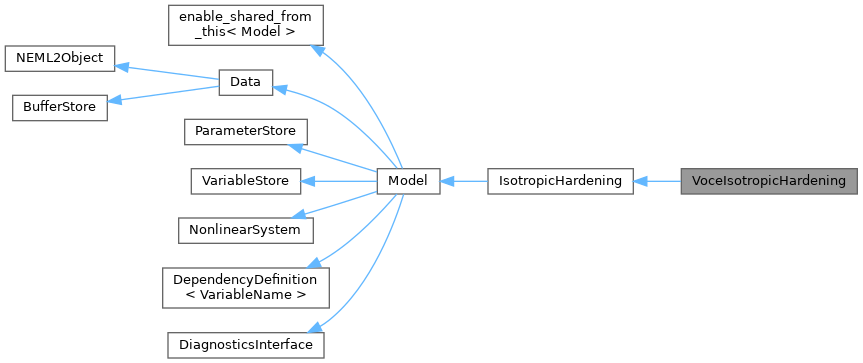 enable_shared_from
_this< Model >
NEML2Object
Data
BufferStore
ParameterStore
VariableStore
Model
IsotropicHardening
VoceIsotropicHardening
NonlinearSystem
DependencyDefinition
< VariableName >
DiagnosticsInterface